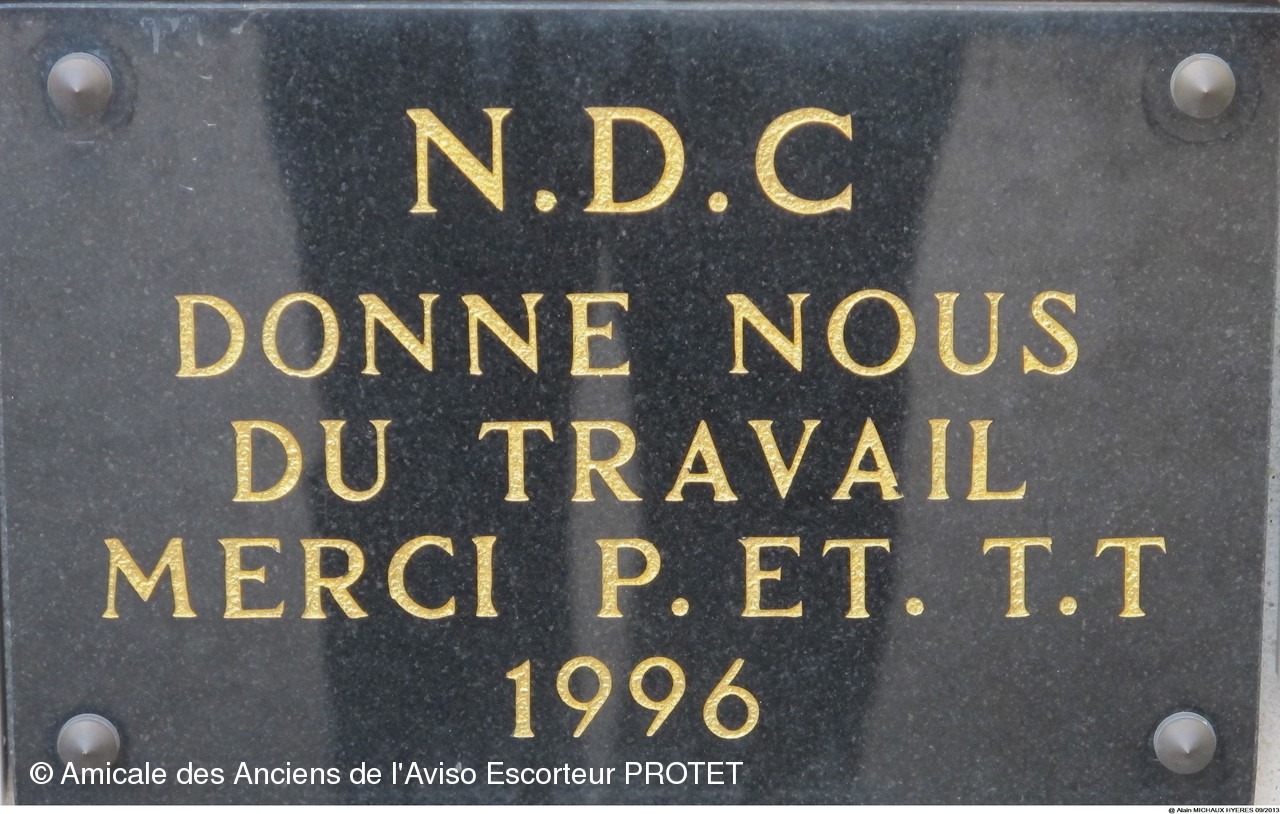 N.D.C
DONNE NOUS
DU TRAVAIL
MERCI P. ET. T.T
1996
© Amicale des Anciens de l'Aviso Escorteur PROTET
@ Alain MICHAUX HYERES 09/2013